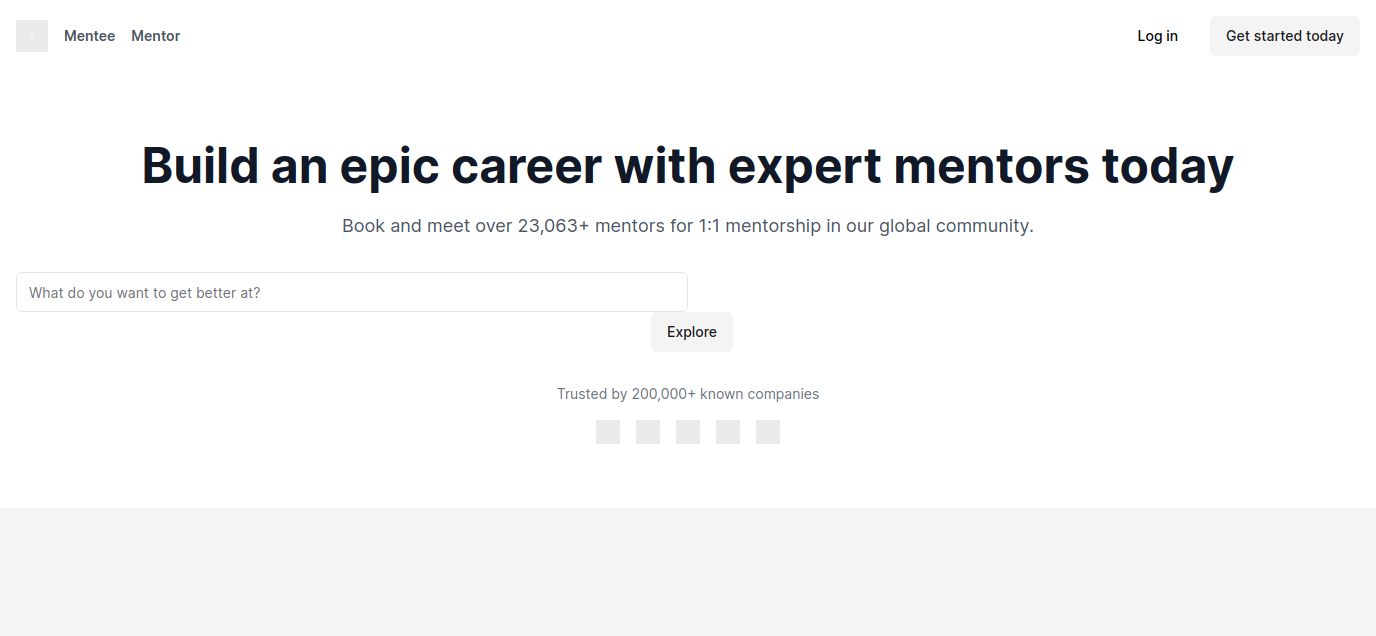 Mentee Mentor Log in Get started today
Build an epic career with expert mentors today
Book and meet over 23,063+ mentors for 1:1 mentorship in our global community.
What do you want to get better at?
Explore
Trusted by 200,000+ known companies